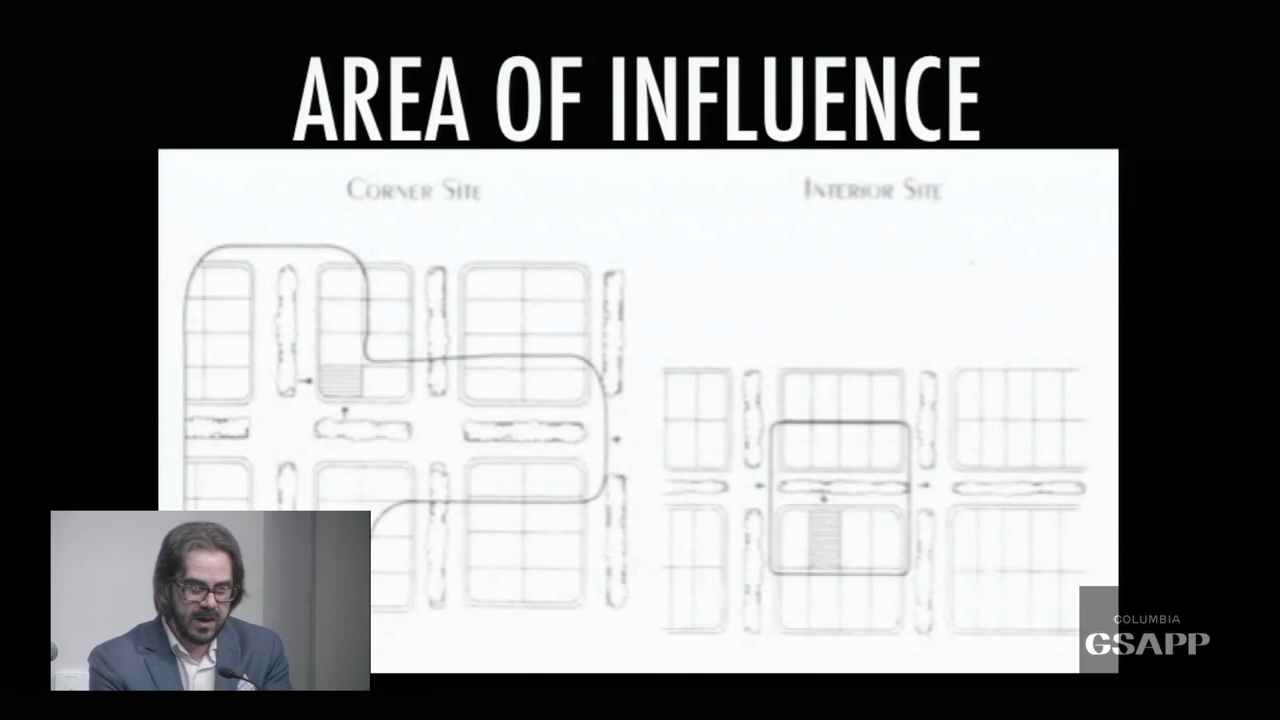 AREA OF INFLUENCE
CORNER SITE
INTERIOR SITE
COLUMBIA
GSAPP